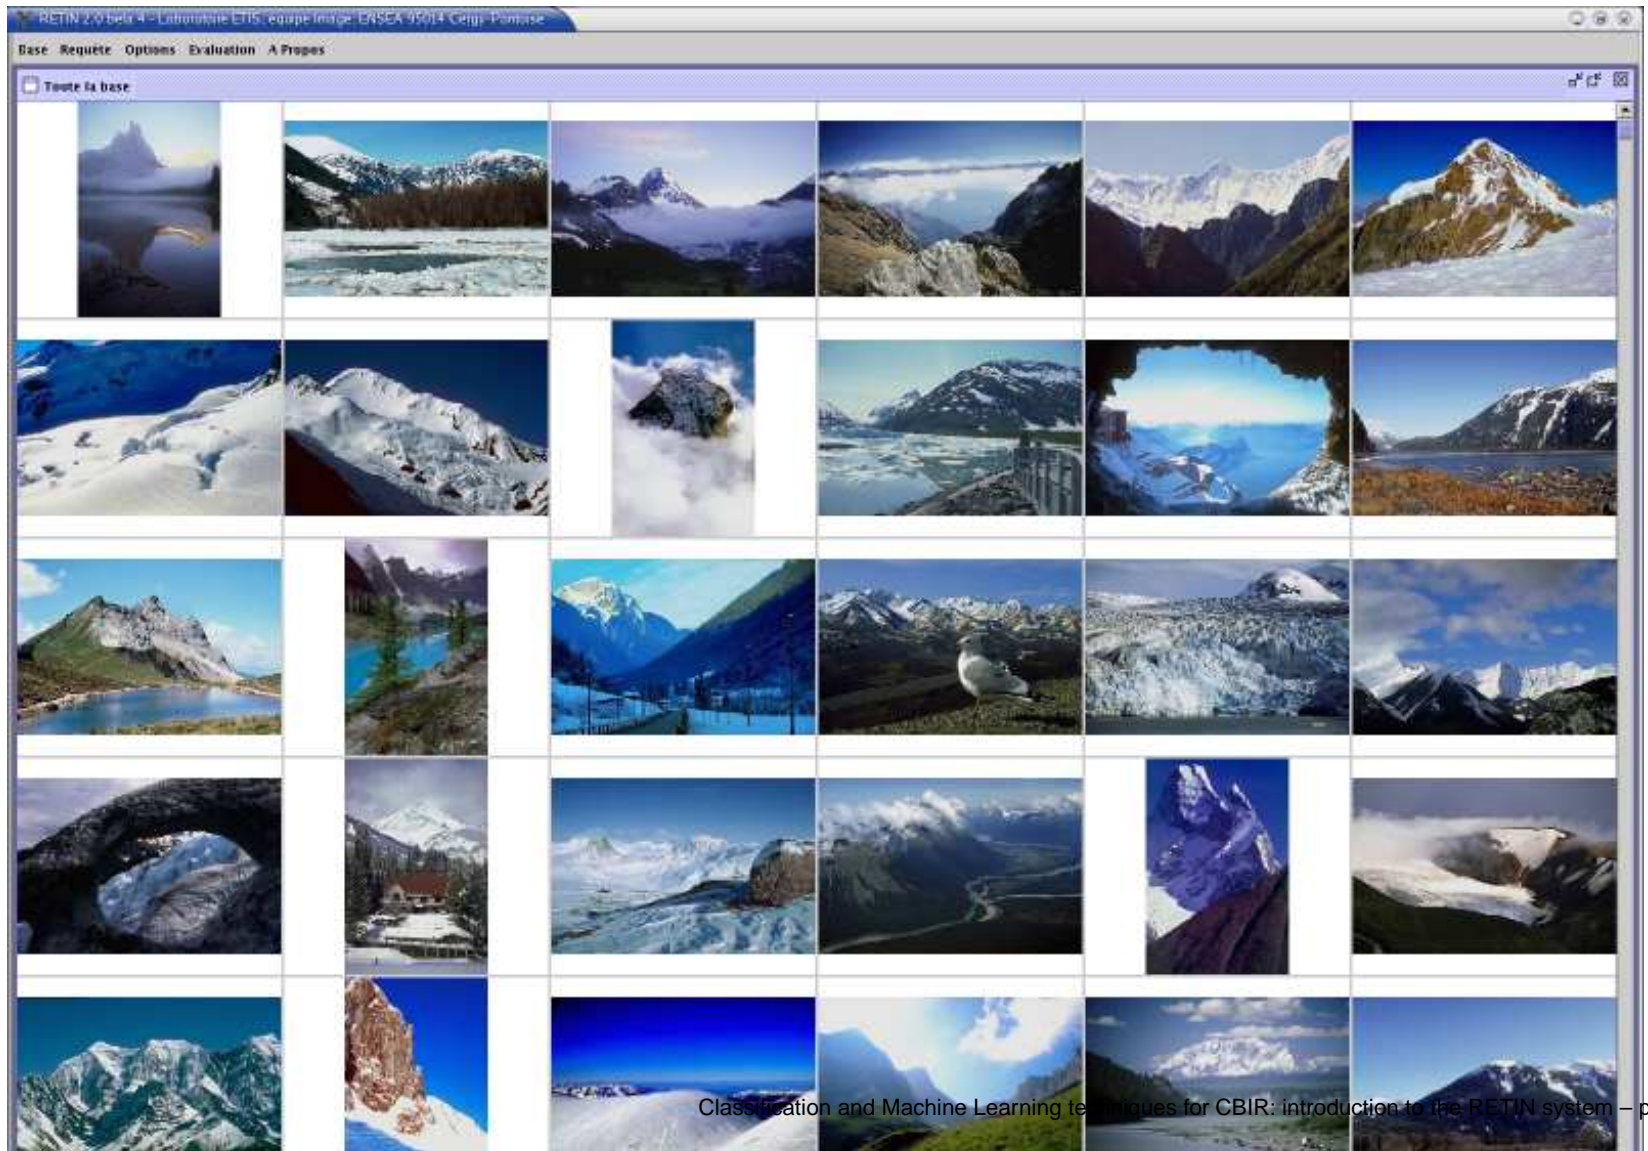 RETIN 2.0 beta 4 - Laboratoire ETIS, equipe Image, ENSEA 95014 Cergy-Pontoise
Base Requête Options Evaluation A Propos
Toute la base
Classification and Machine Learning techniques for CBIR: introduction to the RETIN system – p